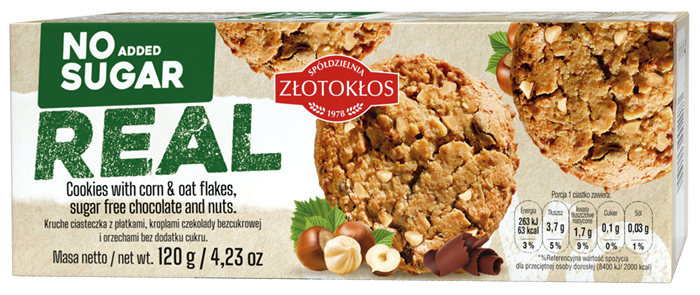 NO ADDED
SUGAR
REAL
Cookies with corn & oat flakes,
sugar free chocolate and nuts.
Kruche ciasteczka z płatkami, kroplami czekolady bezcukrowej
i orzechami bez dodatku cukru.
Masa netto / net wt. 120 g / 4,23 oz
SPÓŁDZIELNIA
ZŁOTOKŁOS
1978
Porcja 1 ciastko zawiera:
Energia 263 kJ 63 kcal 3 %
Tłuszcz 3,7 g 5 %
kwasy tłuszczowe nasycone 1,7 g 9 %
Cukier 0,1 g 0 %
Sól 0,03 g 1 %
*%Referencyjna wartość spożycia
dla przeciętnej osoby dorosłej (8400 kJ/ 2000 kcal)